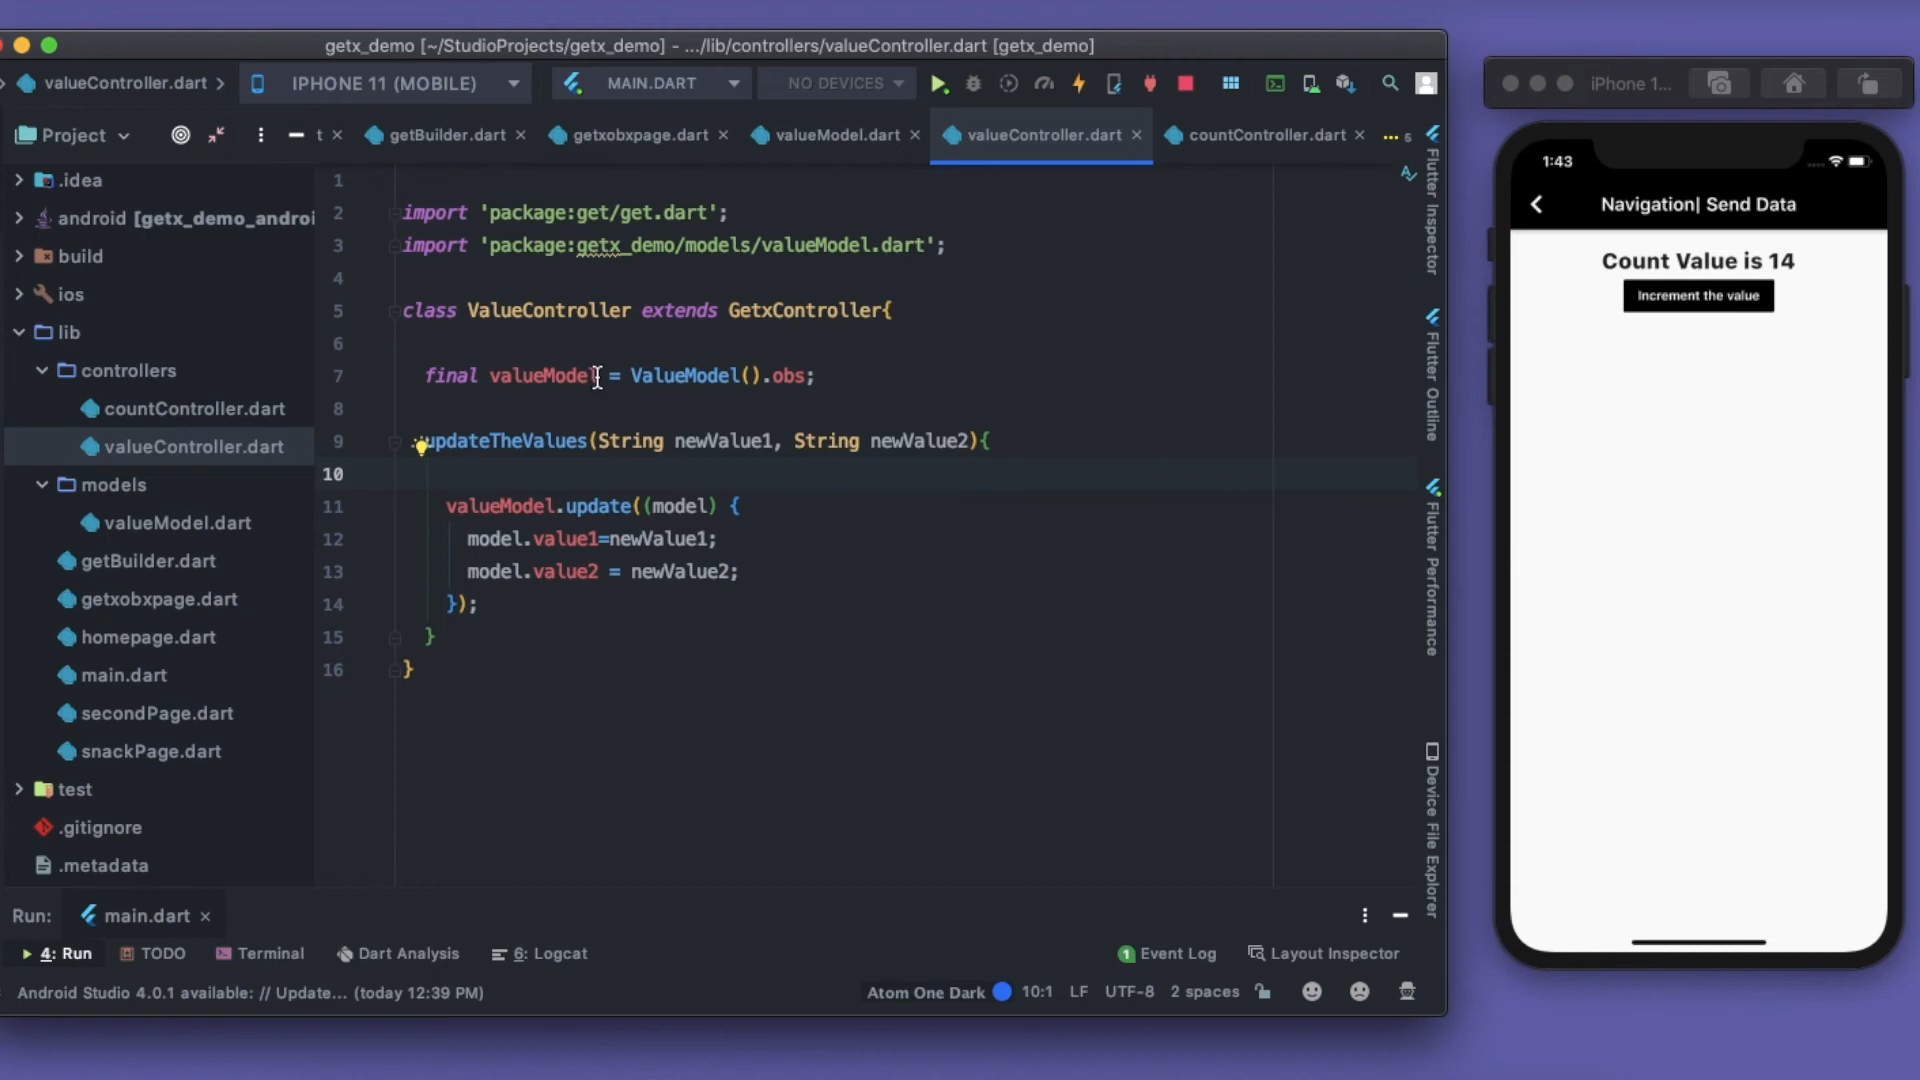 getx_demo [~/StudioProjects/getx_demo] - .../lib/controllers/valueController.dart [getx_demo]
valueController.dart
IPHONE 11 (MOBILE)
MAIN.DART
NO DEVICES
Project
t
getBuilder.dart
getxobxpage.dart
valueModel.dart
valueController.dart
countController.dart
5
.idea
android [getx_demo_androi
build
ios
lib
controllers
countController.dart
valueController.dart
models
valueModel.dart
getBuilder.dart
getxobxpage.dart
homepage.dart
main.dart
secondPage.dart
snackPage.dart
test
.gitignore
.metadata
1
2 import 'package:get/get.dart';
3 import 'package:getx_demo/models/valueModel.dart';
4
5 class ValueController extends GetxController{
6
7 final valueModel = ValueModel().obs;
8
9 updateTheValues(String newValue1, String newValue2){
10
11 valueModel.update((model) {
12 model.value1=newValue1;
13 model.value2 = newValue2;
14 });
15 }
16 }
Flutter Inspector
Flutter Outline
Flutter Performance
Device File Explorer
Run:
main.dart
4: Run
TODO
Terminal
Dart Analysis
6: Logcat
1 Event Log
Layout Inspector
Android Studio 4.0.1 available: // Update... (today 12:39 PM)
Atom One Dark
10:1
LF
UTF-8
2 spaces
iPhone 1...
1:43
Navigation| Send Data
Count Value is 14
Increment the value